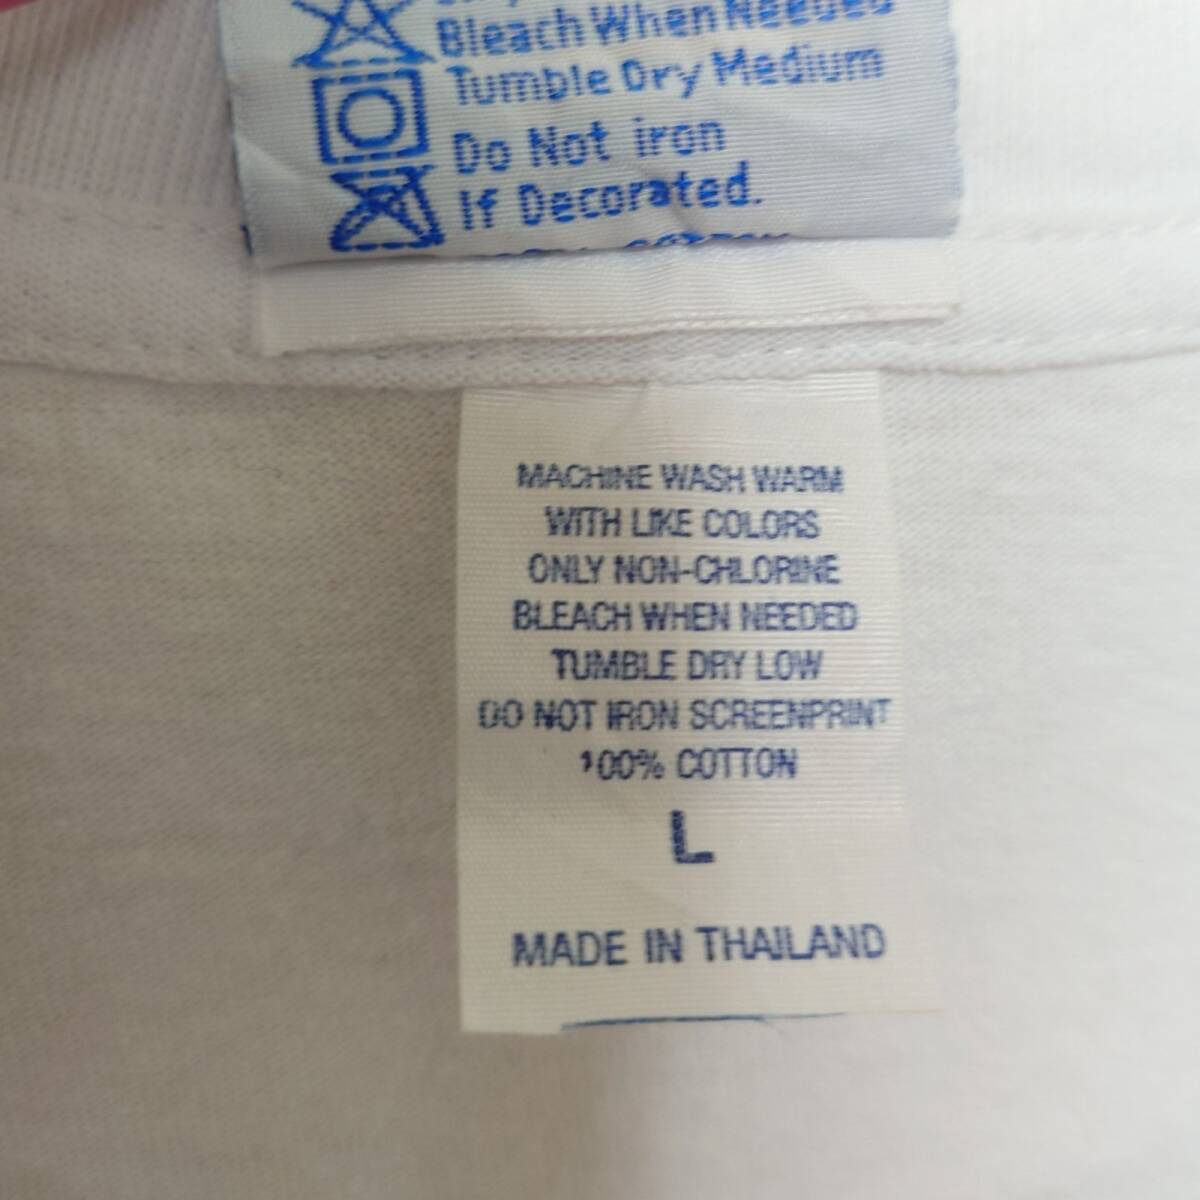 Bleach When Needed
Tumble Dry Medium
Do Not iron
If Decorated.
COTTON
MACHINE WASH WARM
WITH LIKE COLORS
ONLY NON-CHLORINE
BLEACH WHEN NEEDED
TUMBLE DRY LOW
DO NOT IRON SCREENPRINT
100% COTTON
L
MADE IN THAILAND